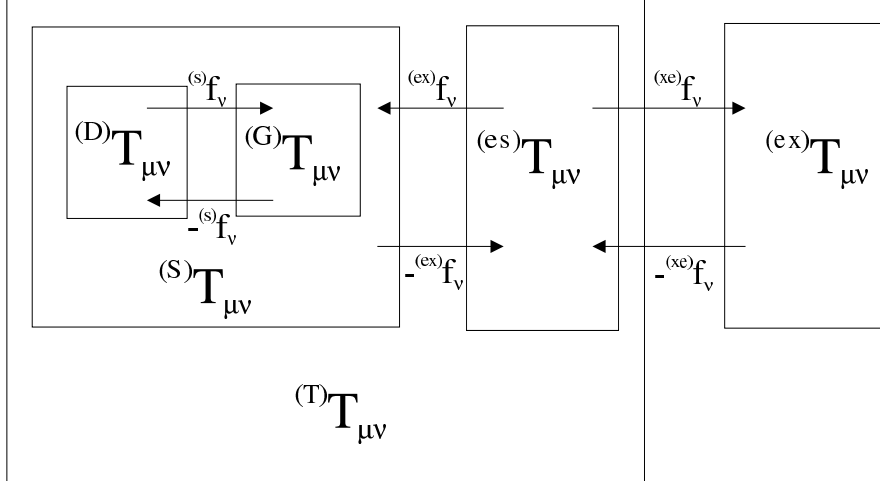 (s)fν
(ex)fν
(xe)fν
(D)Tμν
(G)Tμν
(es)Tμν
(ex)Tμν
-(s)fν
-(ex)fν
-(xe)fν
(S)Tμν
(T)Tμν